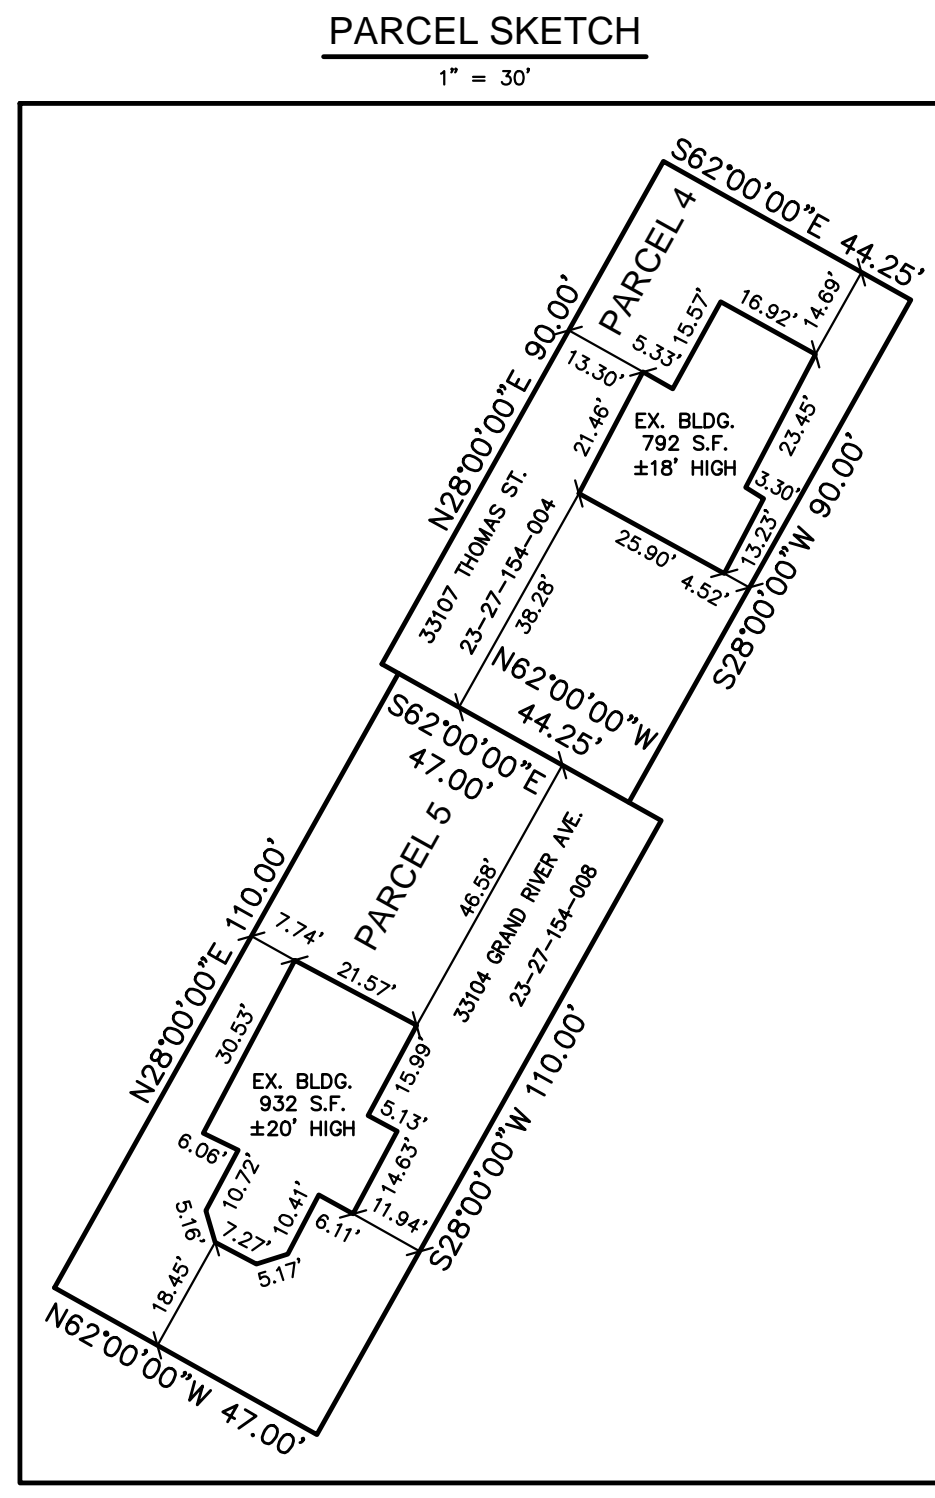 PARCEL SKETCH
1" = 30'
S62°00'00"E 44.25'
PARCEL 4
N28°00'00"E 90.00'
14.69'
16.92'
15.57'
5.33'
13.30'
21.46'
EX. BLDG.
792 S.F.
±18' HIGH
23.45'
3.30'
13.23'
S28°00'00"W 90.00'
25.90'
4.52'
33107 THOMAS ST.
23-27-154-004
38.28'
N62°00'00"W
44.25'
S62°00'00"E
47.00'
PARCEL 5
N28°00'00"E 110.00'
46.58'
33104 GRAND RIVER AVE.
23-27-154-008
7.74'
21.57'
30.53'
15.99'
EX. BLDG.
932 S.F.
±20' HIGH
5.13'
14.63'
6.06'
10.72'
10.41'
5.16'
7.27'
5.17'
6.11'
11.94'
S28°00'00"W 110.00'
18.45'
N62°00'00"W 47.00'